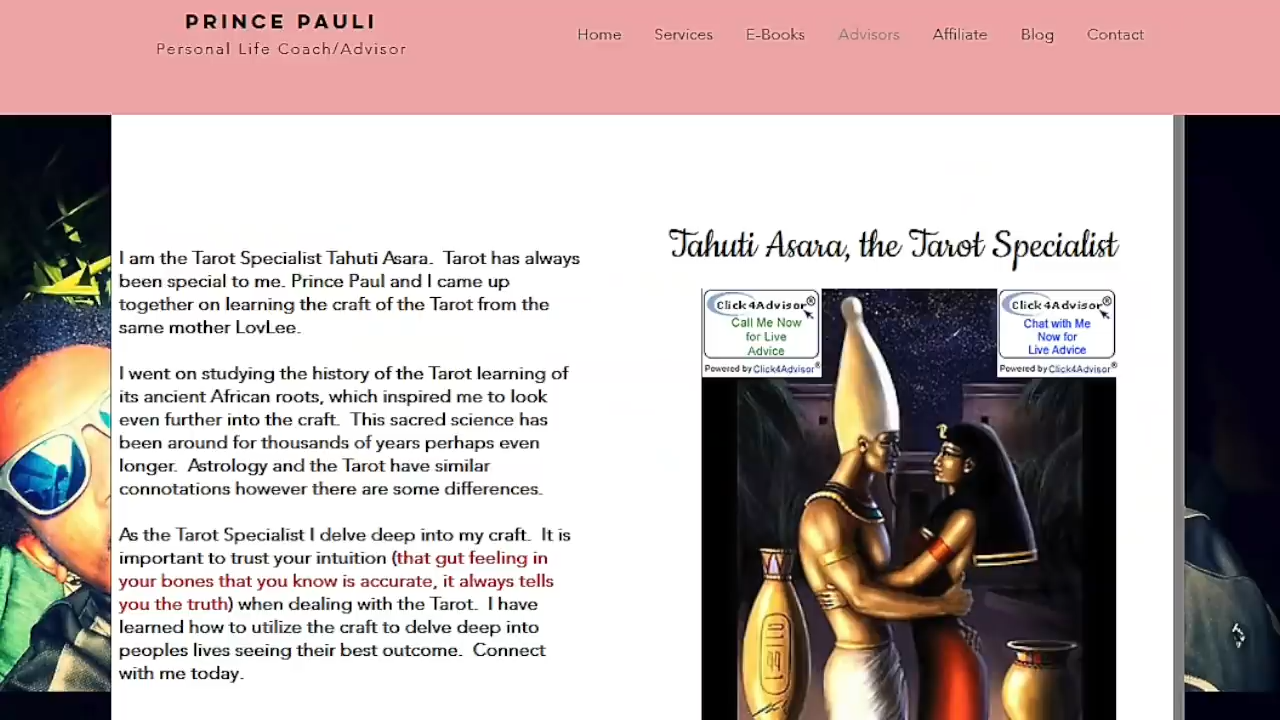 PRINCE PAULI
Personal Life Coach/Advisor
Home Services E-Books Advisors Affiliate Blog Contact
I am the Tarot Specialist Tahuti Asara. Tarot has always
been special to me. Prince Paul and I came up
together on learning the craft of the Tarot from the
same mother LovLee.
I went on studying the history of the Tarot learning of
its ancient African roots, which inspired me to look
even further into the craft. This sacred science has
been around for thousands of years perhaps even
longer. Astrology and the Tarot have similar
connotations however there are some differences.
As the Tarot Specialist I delve deep into my craft. It is
important to trust your intuition (that gut feeling in
your bones that you know is accurate, it always tells
you the truth) when dealing with the Tarot. I have
learned how to utilize the craft to delve deep into
peoples lives seeing their best outcome. Connect
with me today.
Tahuti Asara, the Tarot Specialist
Click4Advisor®
Call Me Now
for Live
Advice
Powered by Click4Advisor®
Click4Advisor®
Chat with Me
Now for
Live Advice
Powered by Click4Advisor®